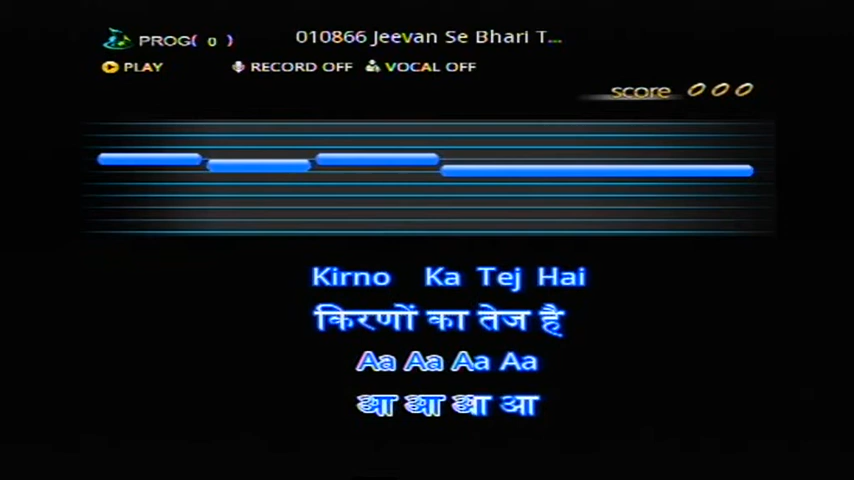 PROG( 0 )
010866 Jeevan Se Bhari T...
PLAY RECORD OFF VOCAL OFF
score 000
Kirno Ka Tej Hai
किरणों का तेज है
Aa Aa Aa Aa
आ आ आ आ